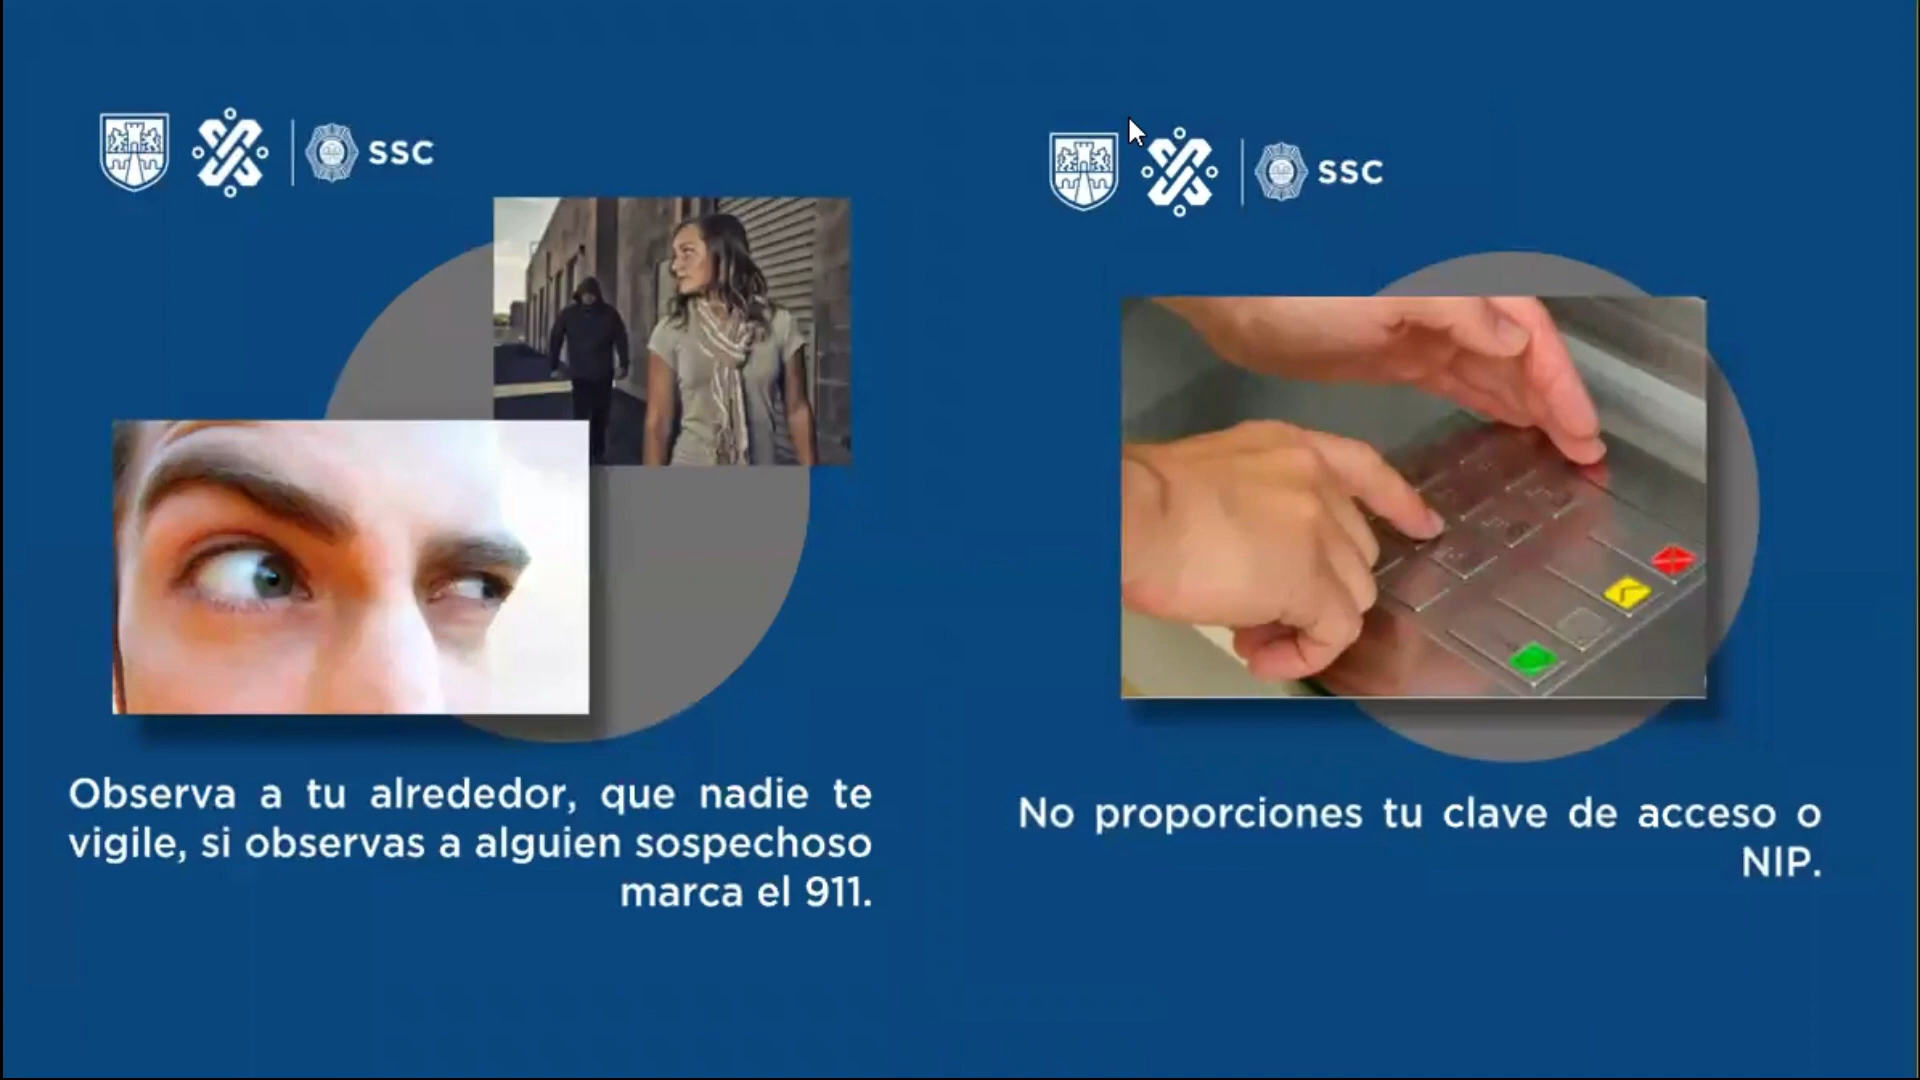 SSC
Observa a tu alrededor, que nadie te
vigile, si observas a alguien sospechoso
marca el 911.
SSC
No proporciones tu clave de acceso o
NIP.